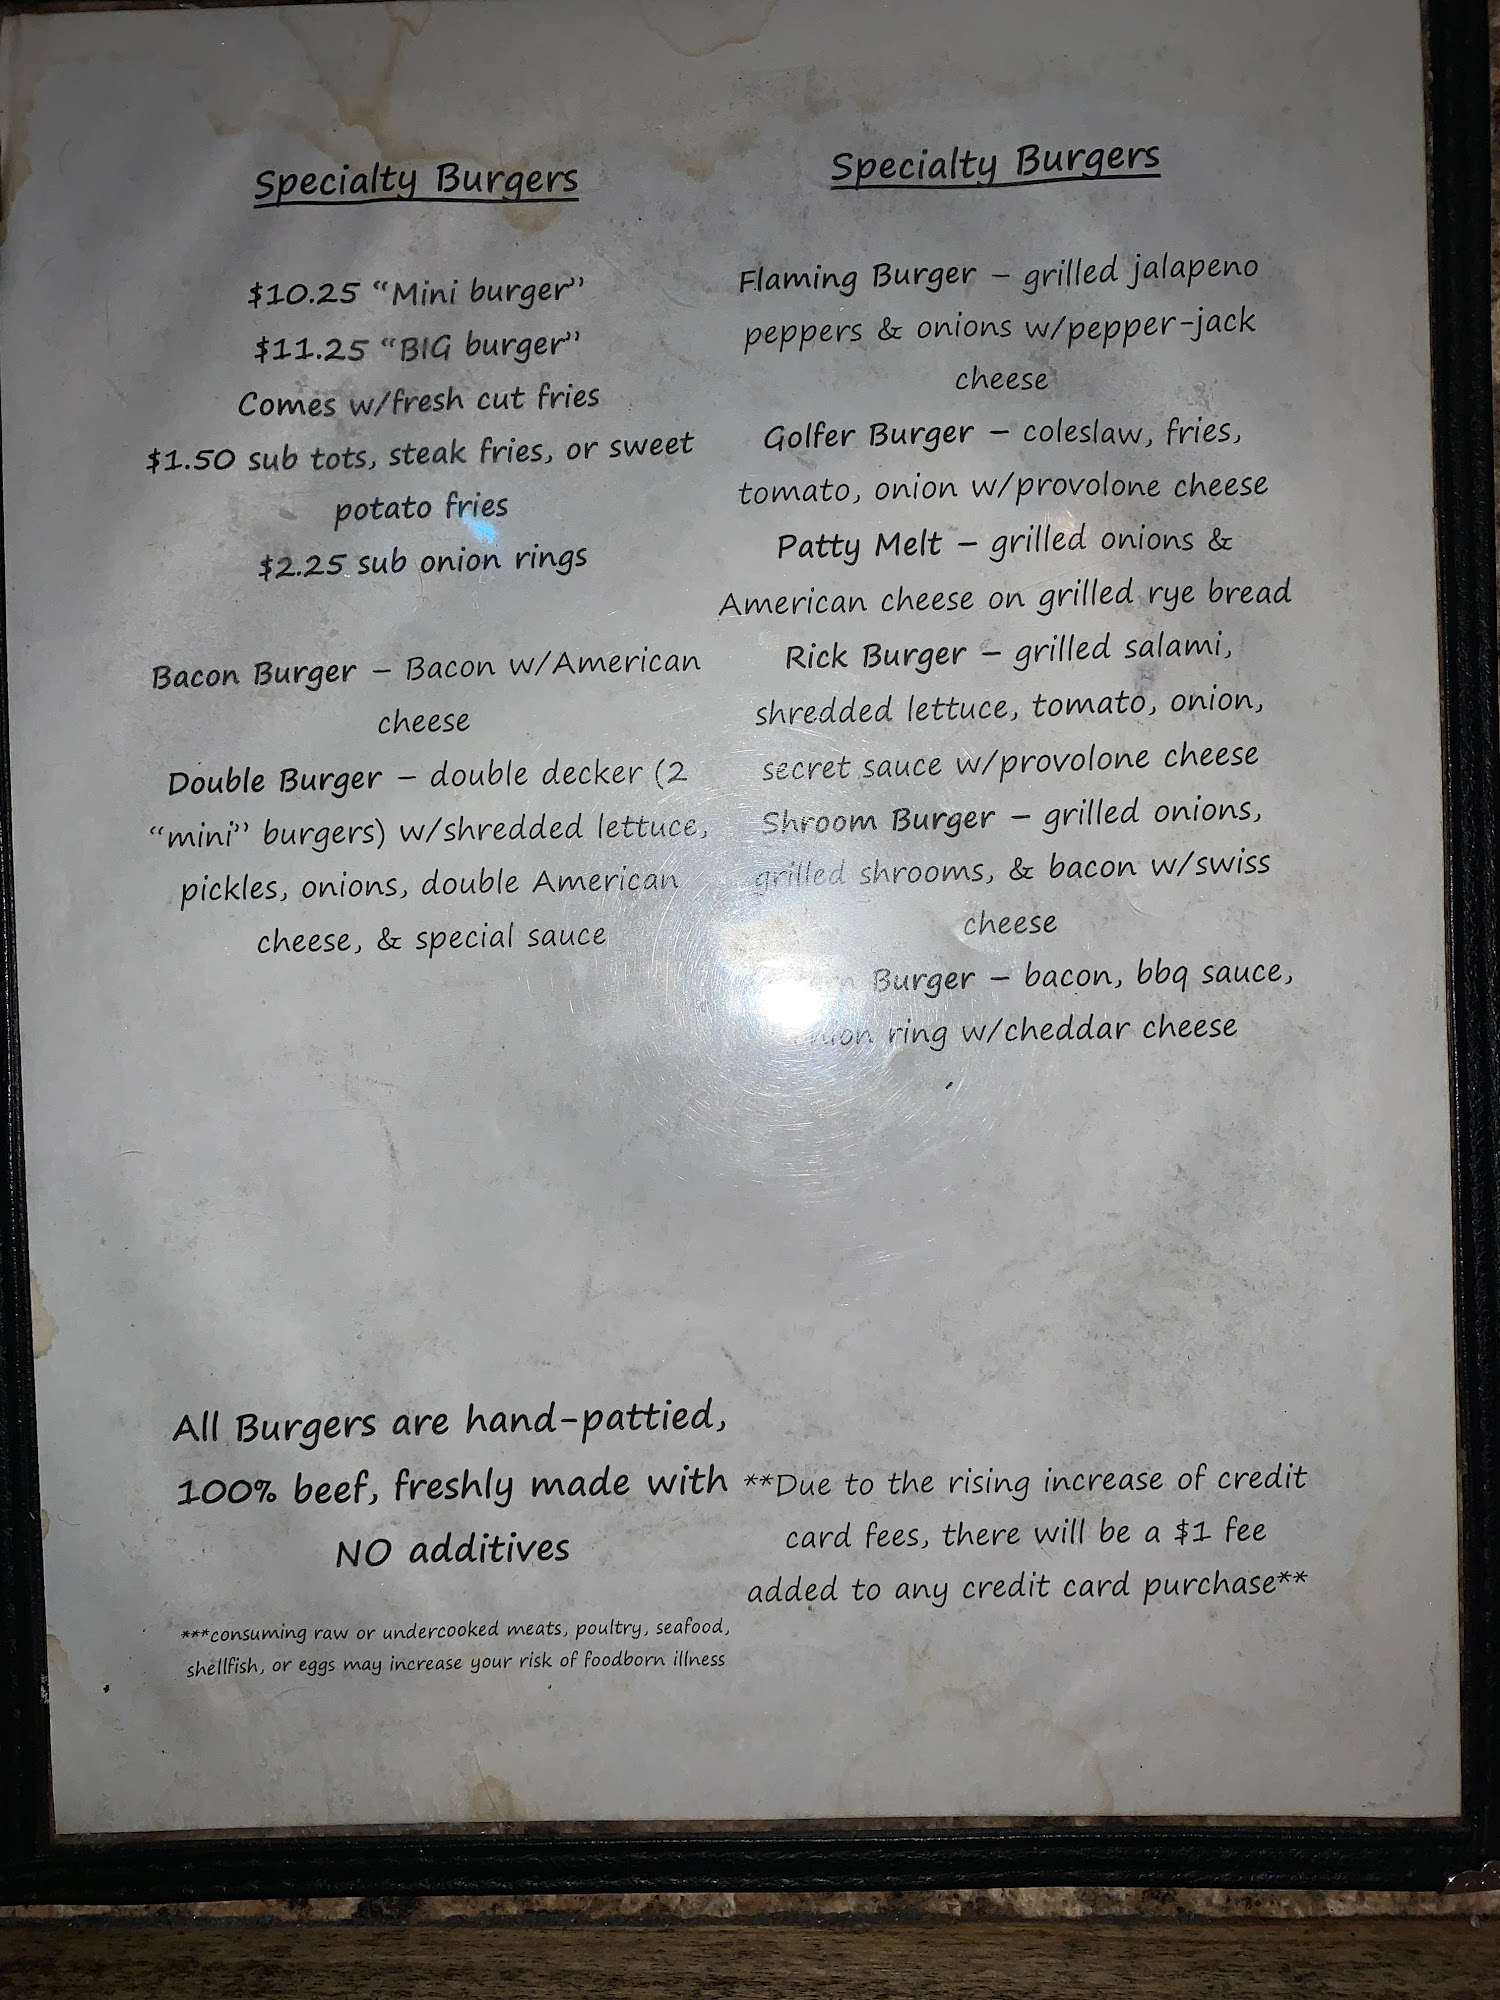 Specialty Burgers
$10.25 “Mini burger”
$11.25 “BIG burger”
Comes w/fresh cut fries
$1.50 sub tots, steak fries, or sweet
potato fries
$2.25 sub onion rings
Bacon Burger – Bacon w/American
cheese
Double Burger – double decker (2
“mini” burgers) w/shredded lettuce,
pickles, onions, double American
cheese, & special sauce
All Burgers are hand-pattied,
100% beef, freshly made with
NO additives
***consuming raw or undercooked meats, poultry, seafood,
shellfish, or eggs may increase your risk of foodborn illness
Specialty Burgers
Flaming Burger – grilled jalapeno
peppers & onions w/pepper-jack
cheese
Golfer Burger – coleslaw, fries,
tomato, onion w/provolone cheese
Patty Melt – grilled onions &
American cheese on grilled rye bread
Rick Burger – grilled salami,
shredded lettuce, tomato, onion,
secret sauce w/provolone cheese
Shroom Burger – grilled onions,
grilled shrooms, & bacon w/swiss
cheese
Burger – bacon, bbq sauce,
onion ring w/cheddar cheese
**Due to the rising increase of credit
card fees, there will be a $1 fee
added to any credit card purchase**